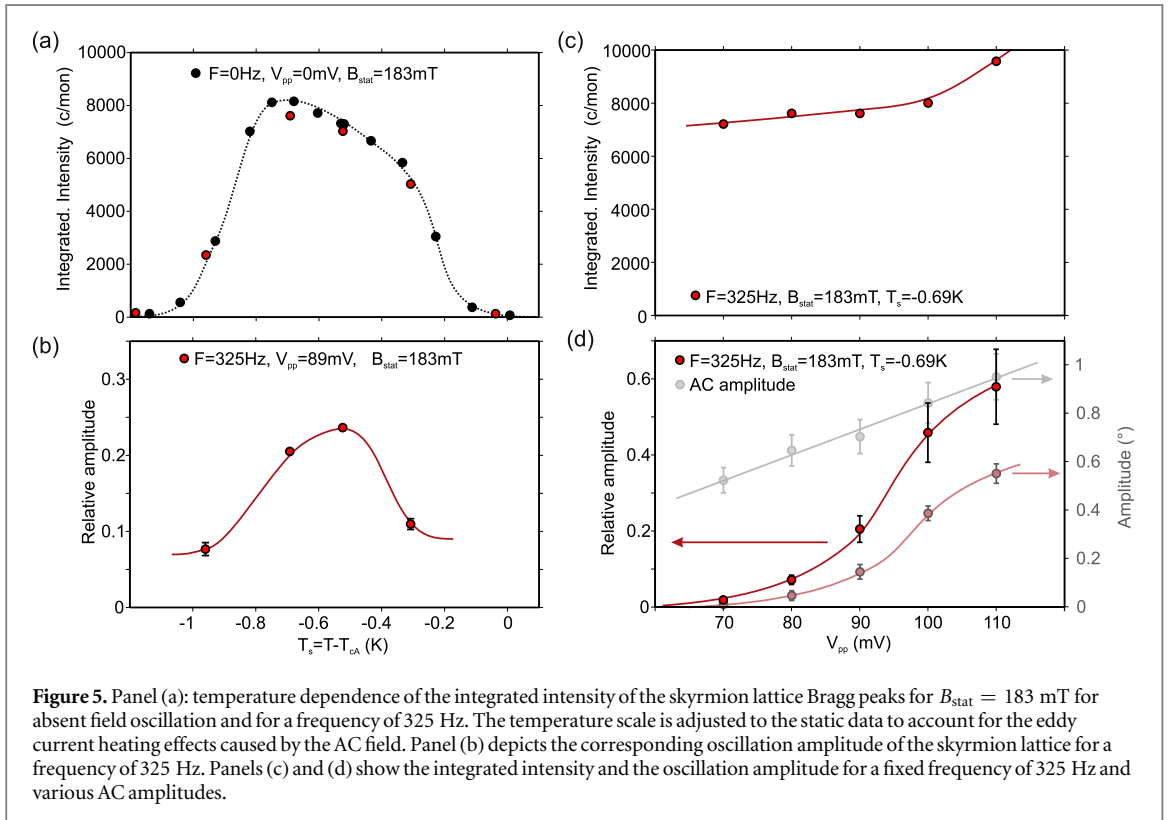 (a)
10000
8000
6000
4000
2000
0
Integrated. Intensity (c/mon)
F=0Hz, Vpp=0mV, Bstat=183mT
(c)
10000
8000
6000
4000
2000
0
Integrated. Intensity (c/mon)
F=325Hz, Bstat=183mT, Ts=-0.69K
(b)
0.3
0.2
0.1
0
Relative amplitude
F=325Hz, Vpp=89mV, Bstat=183mT
-1 -0.8 -0.6 -0.4 -0.2 0
Ts=T-TcA (K)
(d)
0.6
0.4
0.2
0
Relative amplitude
F=325Hz, Bstat=183mT, Ts=-0.69K
AC amplitude
1
0.8
0.6
0.4
0.2
0
Amplitude (°)
70 80 90 100 110
Vpp (mV)
Figure 5. Panel (a): temperature dependence of the integrated intensity of the skyrmion lattice Bragg peaks for Bstat = 183 mT for
absent field oscillation and for a frequency of 325 Hz. The temperature scale is adjusted to the static data to account for the eddy
current heating effects caused by the AC field. Panel (b) depicts the corresponding oscillation amplitude of the skyrmion lattice for a
frequency of 325 Hz. Panels (c) and (d) show the integrated intensity and the oscillation amplitude for a fixed frequency of 325 Hz and
various AC amplitudes.